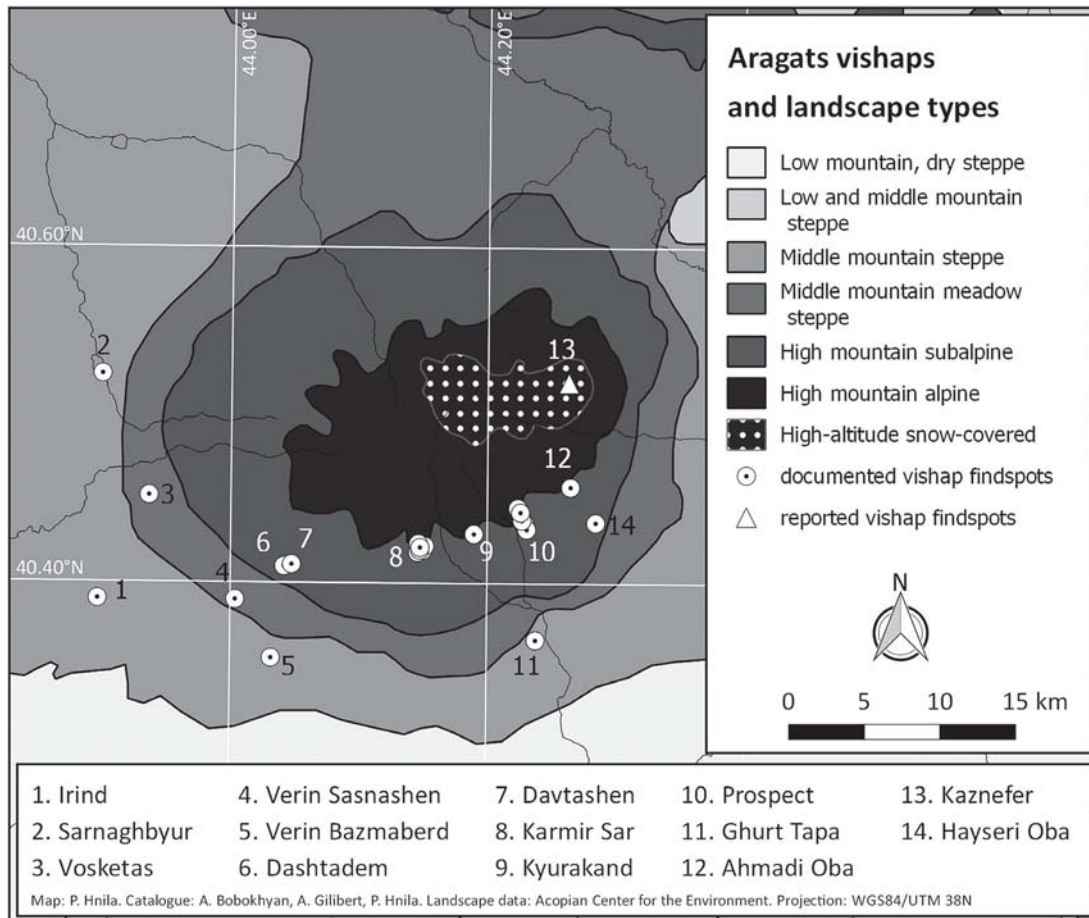 44.00°E
44.20°E
40.60°N
40.40°N
1
2
3
4
5
6
7
8
9
10
11
12
13
14
Aragats vishaps
and landscape types
Low mountain, dry steppe
Low and middle mountain
steppe
Middle mountain steppe
Middle mountain meadow
steppe
High mountain subalpine
High mountain alpine
High-altitude snow-covered
documented vishap findspots
reported vishap findspots
N
0 5 10 15 km
1. Irind
2. Sarnaghbyur
3. Vosketas
4. Verin Sasnashen
5. Verin Bazmaberd
6. Dashtadem
7. Davtashen
8. Karmir Sar
9. Kyurakand
10. Prospect
11. Ghurt Tapa
12. Ahmadi Oba
13. Kaznefer
14. Hayseri Oba
Map: P. Hnila. Catalogue: A. Bobokhyan, A. Gilibert, P. Hnila. Landscape data: Acopian Center for the Environment. Projection: WGS84/UTM 38N